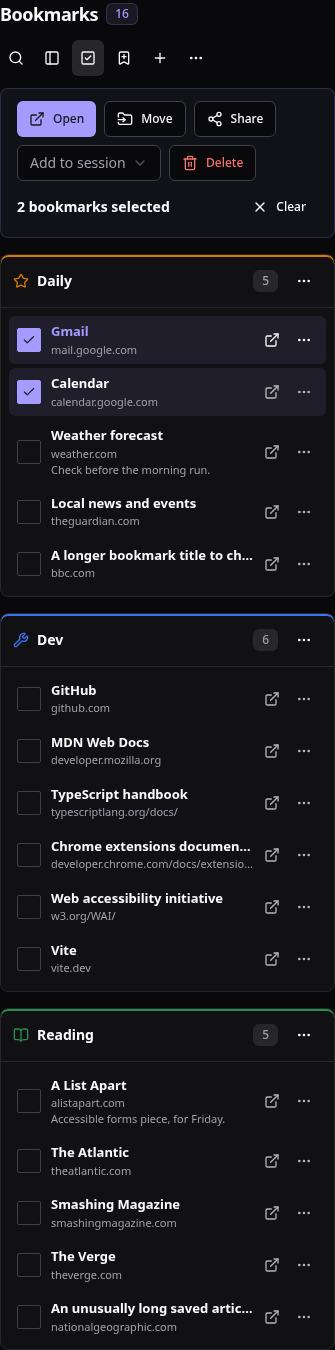 Bookmarks 16
Open Move Share
Add to session Delete
2 bookmarks selected Clear
Daily 5
Gmail
mail.google.com
Calendar
calendar.google.com
Weather forecast
weather.com
Check before the morning run.
Local news and events
theguardian.com
A longer bookmark title to ch...
bbc.com
Dev 6
GitHub
github.com
MDN Web Docs
developer.mozilla.org
TypeScript handbook
typescriptlang.org/docs/
Chrome extensions documen...
developer.chrome.com/docs/extensio...
Web accessibility initiative
w3.org/WAI/
Vite
vite.dev
Reading 5
A List Apart
alistapart.com
Accessible forms piece, for Friday.
The Atlantic
theatlantic.com
Smashing Magazine
smashingmagazine.com
The Verge
theverge.com
An unusually long saved artic...
nationalgeographic.com